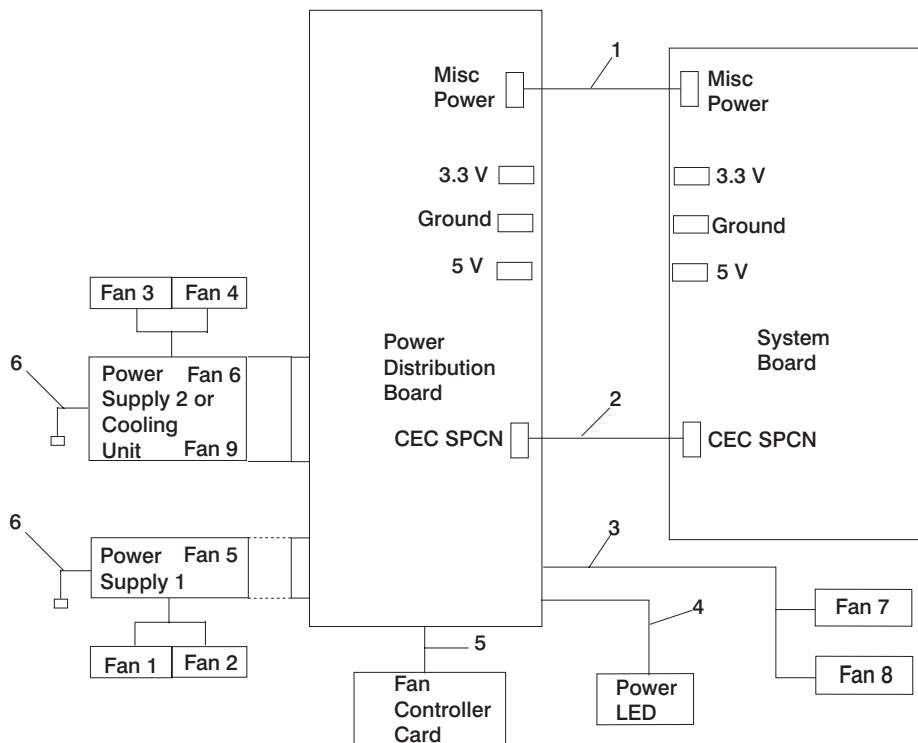 1
Misc
Power
Misc
Power
3.3 V
3.3 V
Ground
Ground
5 V
5 V
Fan 3
Fan 4
Power
Distribution
Board
System
Board
6
Power
Supply 2 or
Cooling
Unit
Fan 6
Fan 9
2
CEC SPCN
CEC SPCN
6
Power
Supply 1
Fan 5
3
4
Fan 7
5
Fan 1
Fan 2
Fan 8
Fan
Controller
Card
Power
LED